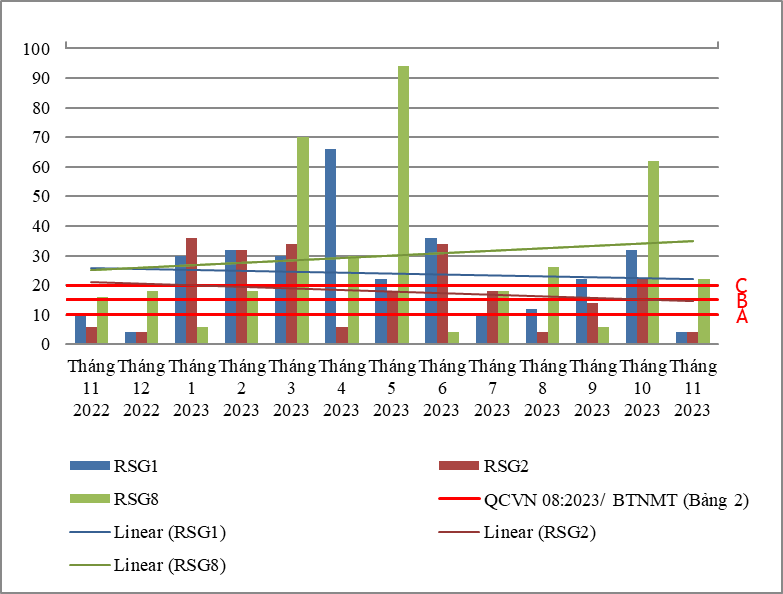 100
90
80
70
60
50
40
30
20
10
0
C
B
A
Tháng 11 2022
Tháng 12 2022
Tháng 1 2023
Tháng 2 2023
Tháng 3 2023
Tháng 4 2023
Tháng 5 2023
Tháng 6 2023
Tháng 7 2023
Tháng 8 2023
Tháng 9 2023
Tháng 10 2023
Tháng 11 2023
RSG1
RSG2
RSG8
QCVN 08:2023/ BTNMT (Bảng 2)
Linear (RSG1)
Linear (RSG2)
Linear (RSG8)